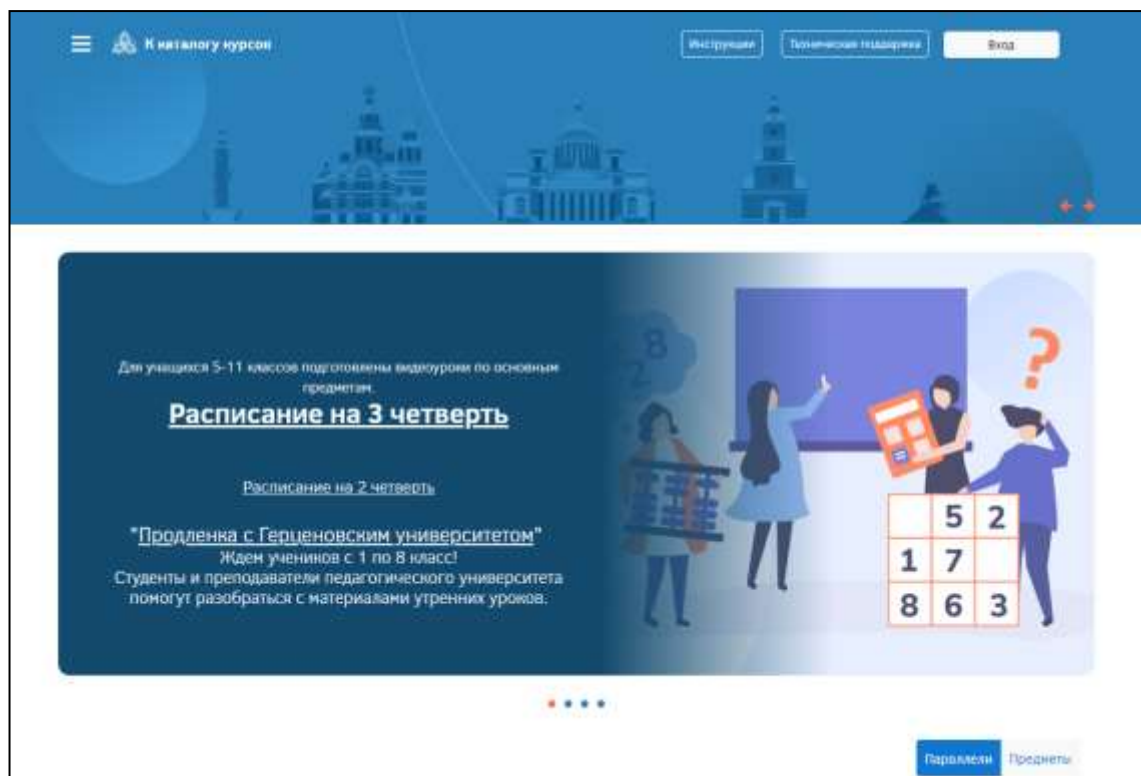 К каталогу курсов
Инструкции
Техническая поддержка
Вход
Для учащихся 5-11 классов подготовлены видеоуроки по основным
предметам.
Расписание на 3 четверть
Расписание на 2 четверть
"Продленка с Герценовским университетом"
Ждем учеников с 1 по 8 класс!
Студенты и преподаватели педагогического университета
помогут разобраться с материалами утренних уроков.
8
2
5 2
1 7
8 6 3
?
Параллели
Предметы